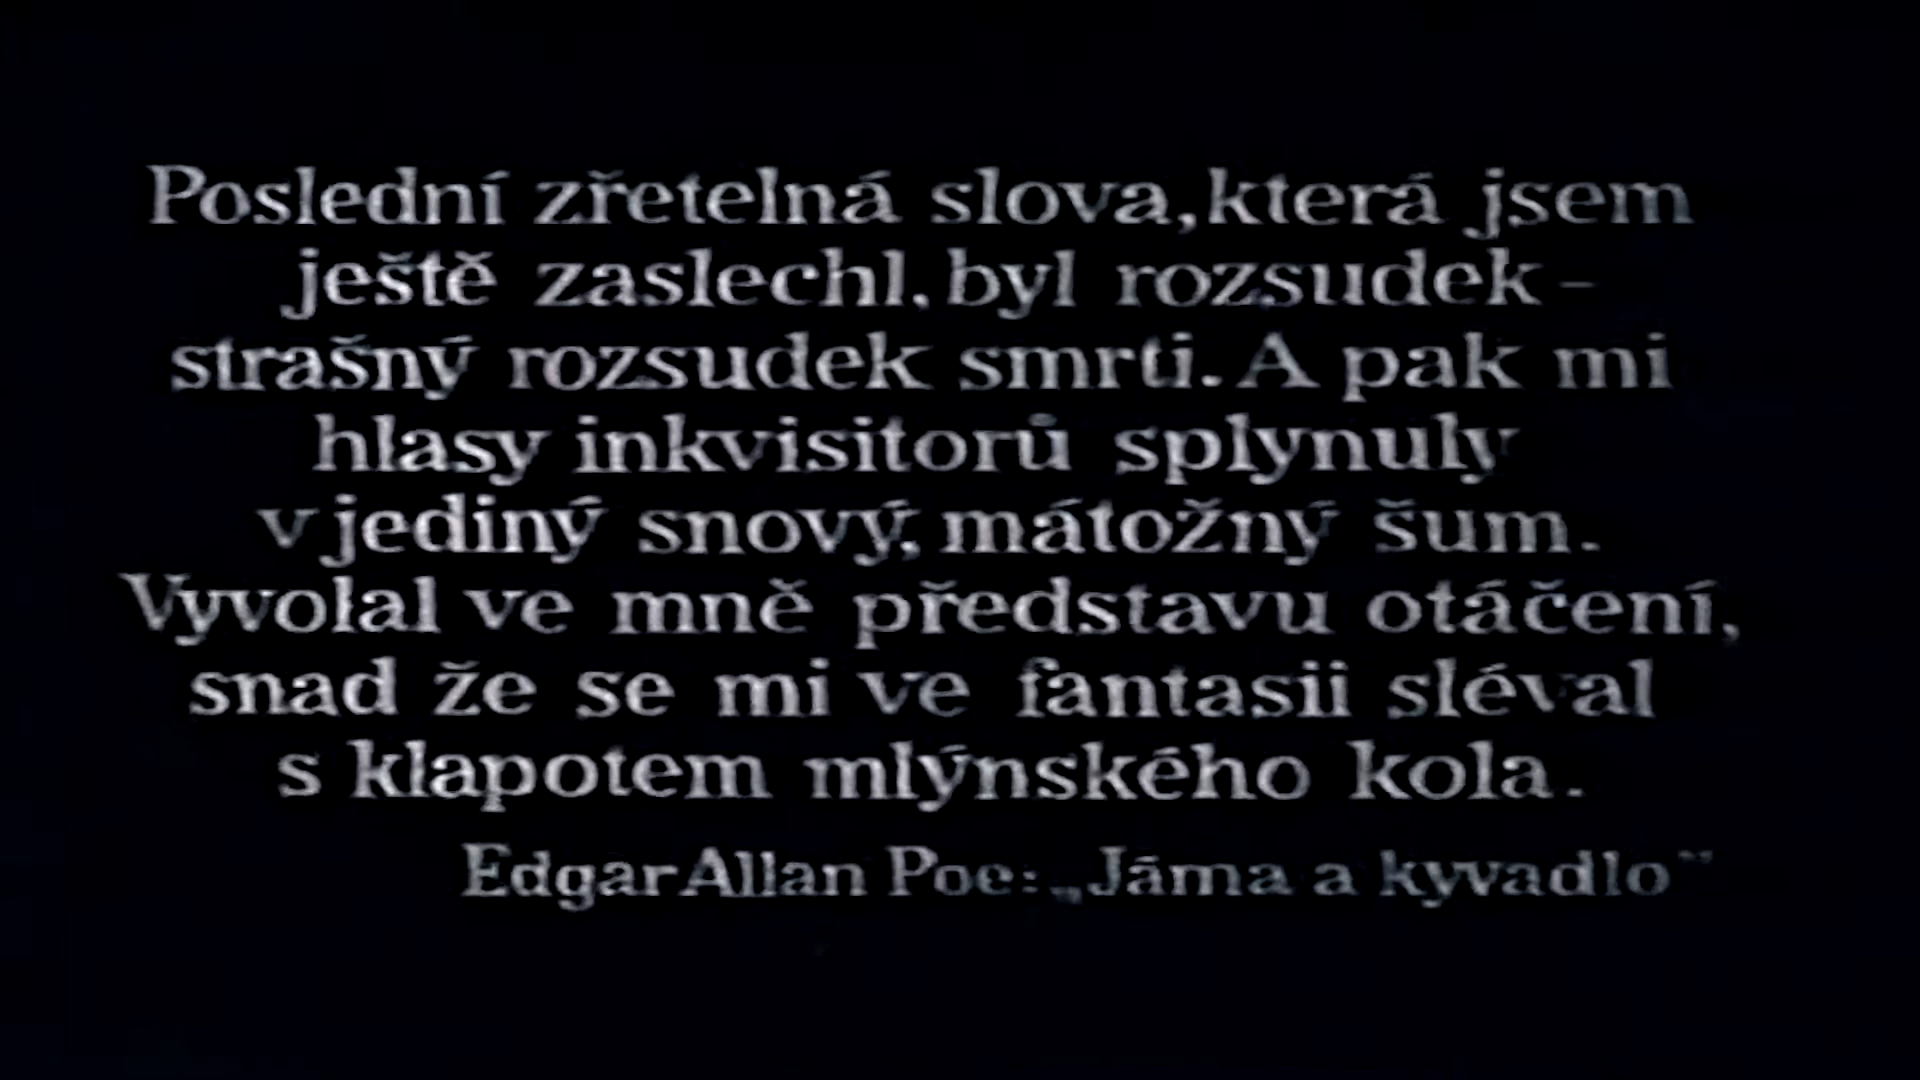 Poslední zřetelná slova, která jsem
ještě zaslechl, byl rozsudek –
strašný rozsudek smrti. A pak mi
hlasy inkvisitorů splynuly
v jediný snový, mátožný šum.
Vyvolal ve mně představu otáčení,
snad že se mi ve fantasii sléval
s klapotem mlýnského kola.
Edgar Allan Poe: „Jáma a kyvadlo“